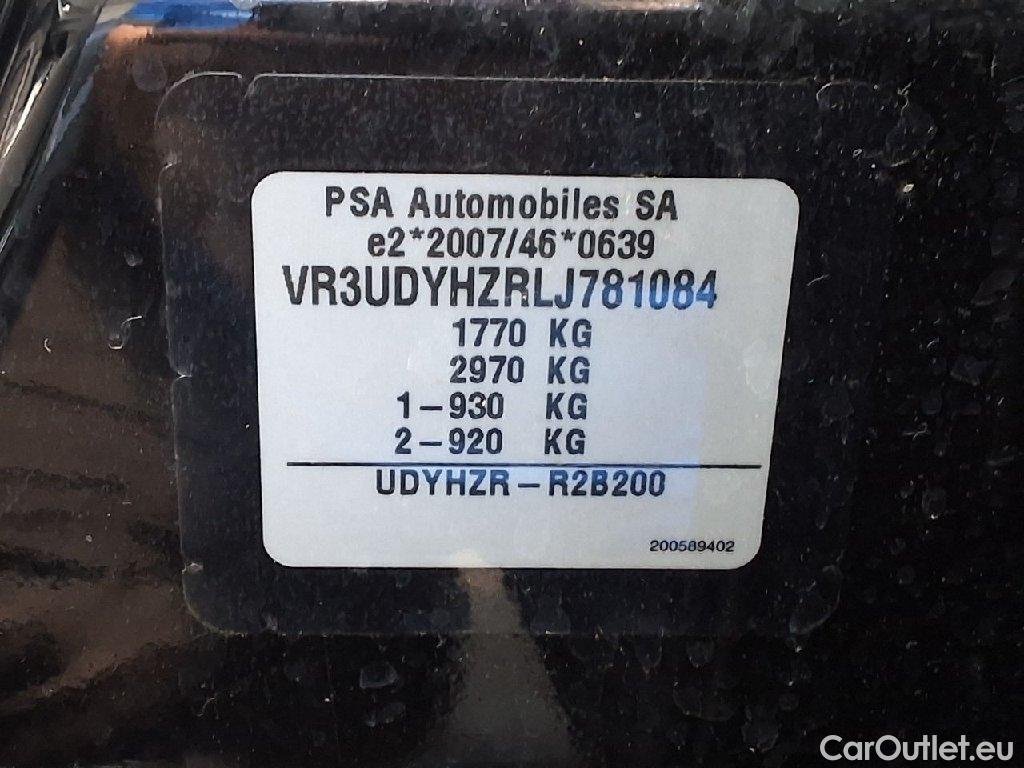 PSA Automobiles SA
e2*2007/46*0639
VR3UDYHZRLJ781084
1770 KG
2970 KG
1-930 KG
2-920 KG
UDYHZR-R2B200
200589402
CarOutlet.eu